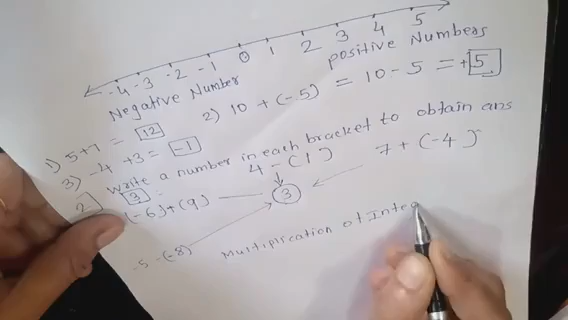 -4 -3 -2 -1 0 1 2 3 4 5
Negative Number positive Numbers
1) 5+7 = 12 2) 10 + (-5) = 10 - 5 = +5
3) -4 +3 = -1
2 write a number in each bracket to obtain ans
3 =
4 - (1) 7 + (-4)
(-6)+(9) 3
-5 -(-8)
Multiplication of Inte